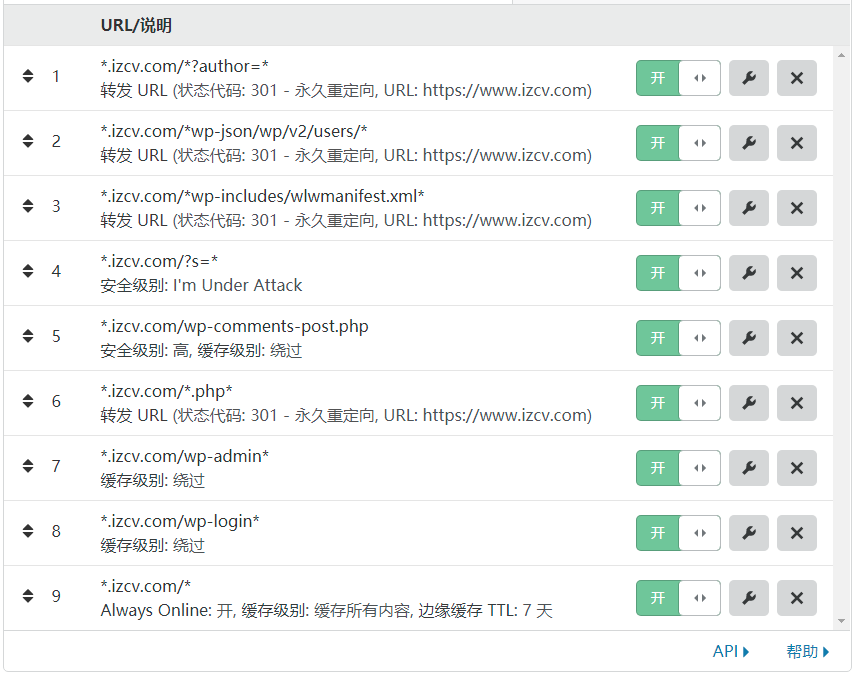 URL/说明
1
*.izcv.com/*?author=*
转发 URL (状态代码: 301 - 永久重定向, URL: https://www.izcv.com)
开
2
*.izcv.com/*wp-json/wp/v2/users/*
转发 URL (状态代码: 301 - 永久重定向, URL: https://www.izcv.com)
开
3
*.izcv.com/*wp-includes/wlwmanifest.xml*
转发 URL (状态代码: 301 - 永久重定向, URL: https://www.izcv.com)
开
4
*.izcv.com/?s=*
安全级别: I'm Under Attack
开
5
*.izcv.com/wp-comments-post.php
安全级别: 高, 缓存级别: 绕过
开
6
*.izcv.com/*.php*
转发 URL (状态代码: 301 - 永久重定向, URL: https://www.izcv.com)
开
7
*.izcv.com/wp-admin*
缓存级别: 绕过
开
8
*.izcv.com/wp-login*
缓存级别: 绕过
开
9
*.izcv.com/*
Always Online: 开, 缓存级别: 缓存所有内容, 边缘缓存 TTL: 7 天
开
API 帮助